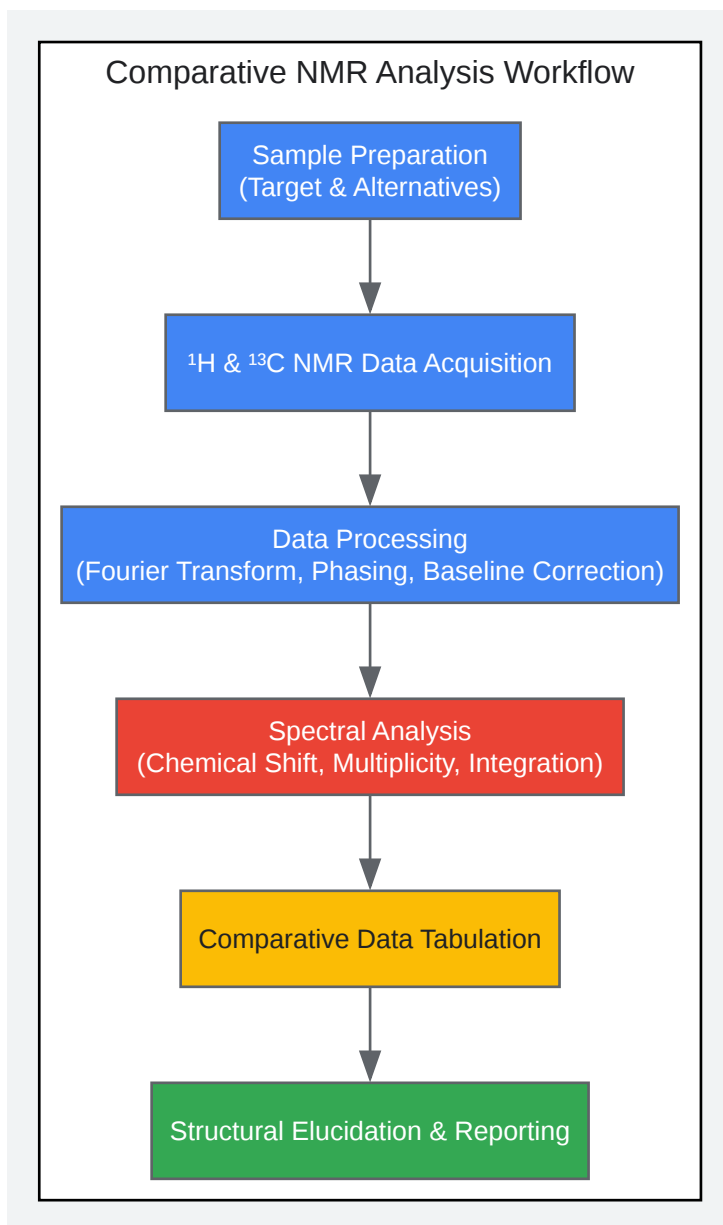 Comparative NMR Analysis Workflow
Sample Preparation
(Target & Alternatives)
¹H & ¹³C NMR Data Acquisition
Data Processing
(Fourier Transform, Phasing, Baseline Correction)
Spectral Analysis
(Chemical Shift, Multiplicity, Integration)
Comparative Data Tabulation
Structural Elucidation & Reporting